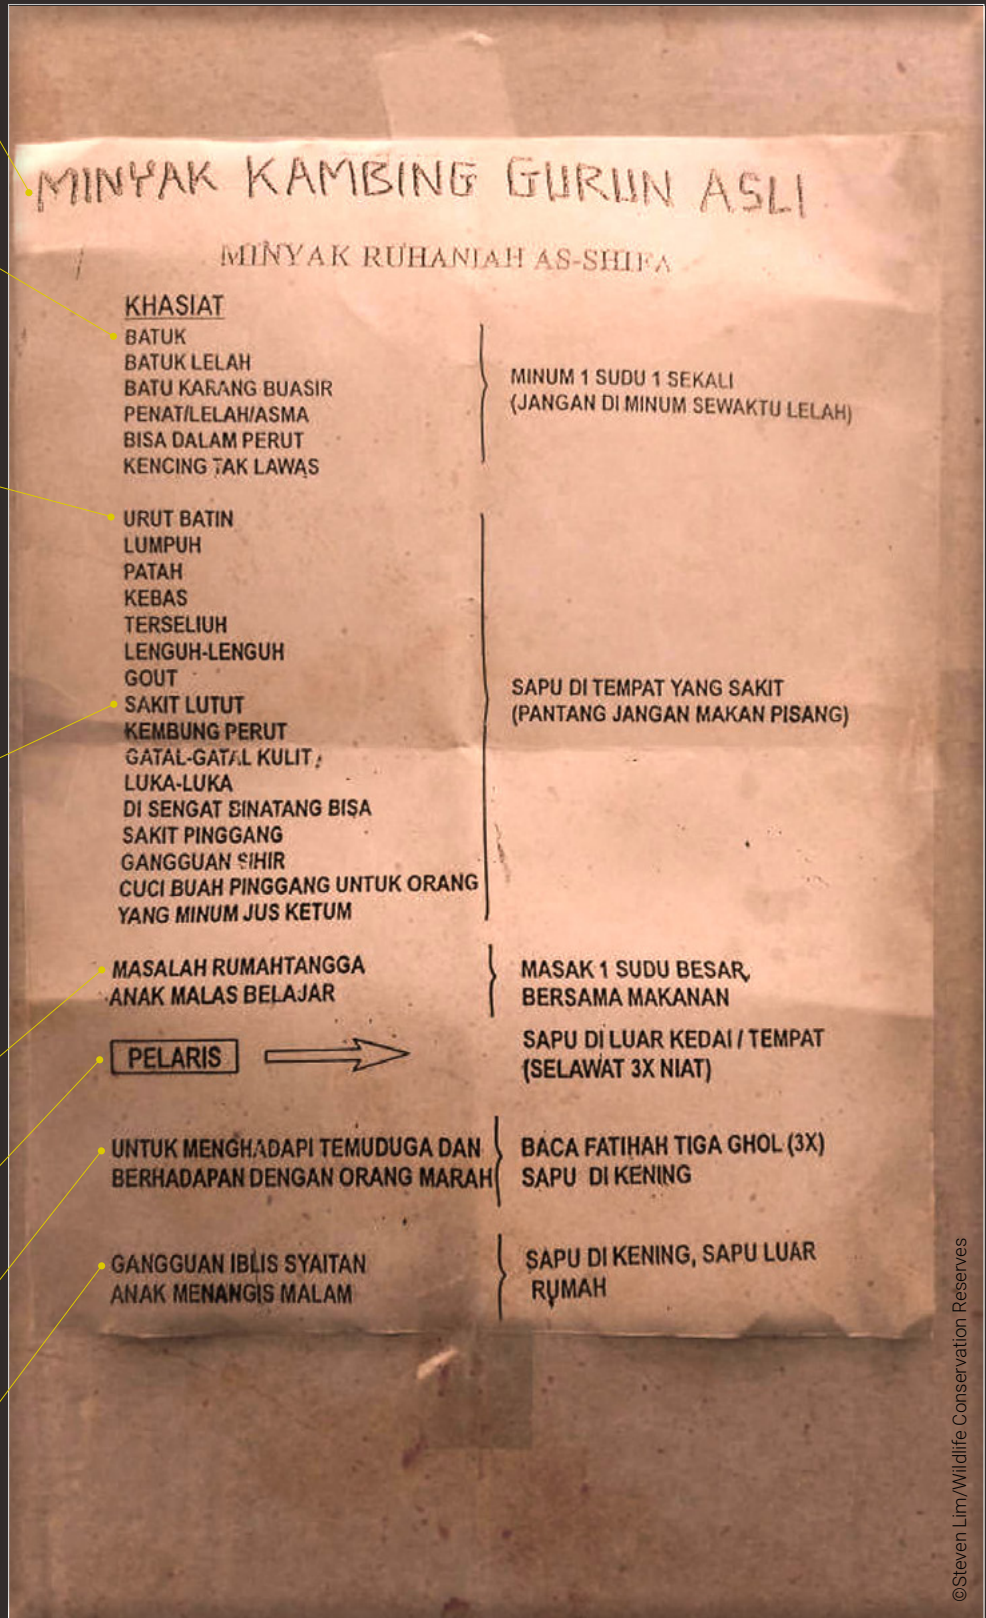 MINYAK KAMBING GURUN ASLI
MINYAK RUHANIAH AS-SHIFA
KHASIAT
BATUK
BATUK LELAH
BATU KARANG BUASIR
PENAT/LELAH/ASMA
BISA DALAM PERUT
KENCING TAK LAWAS
MINUM 1 SUDU 1 SEKALI
(JANGAN DI MINUM SEWAKTU LELAH)
URUT BATIN
LUMPUH
PATAH
KEBAS
TERSELIUH
LENGUH-LENGUH
GOUT
SAKIT LUTUT
KEMBUNG PERUT
GATAL-GATAL KULIT
LUKA-LUKA
DI SENGAT BINATANG BISA
SAKIT PINGGANG
GANGGUAN SIHIR
CUCI BUAH PINGGANG UNTUK ORANG
YANG MINUM JUS KETUM
SAPU DI TEMPAT YANG SAKIT
(PANTANG JANGAN MAKAN PISANG)
MASALAH RUMAHTANGGA
ANAK MALAS BELAJAR
MASAK 1 SUDU BESAR
BERSAMA MAKANAN
PELARIS
SAPU DI LUAR KEDAI / TEMPAT
(SELAWAT 3X NIAT)
UNTUK MENGHADAPI TEMUDUGA DAN
BERHADAPAN DENGAN ORANG MARAH
BACA FATIHAH TIGA GHOL (3X)
SAPU DI KENING
GANGGUAN IBLIS SYAITAN
ANAK MENANGIS MALAM
SAPU DI KENING, SAPU LUAR
RUMAH
©Steven Lim/Wildlife Conservation Reserves